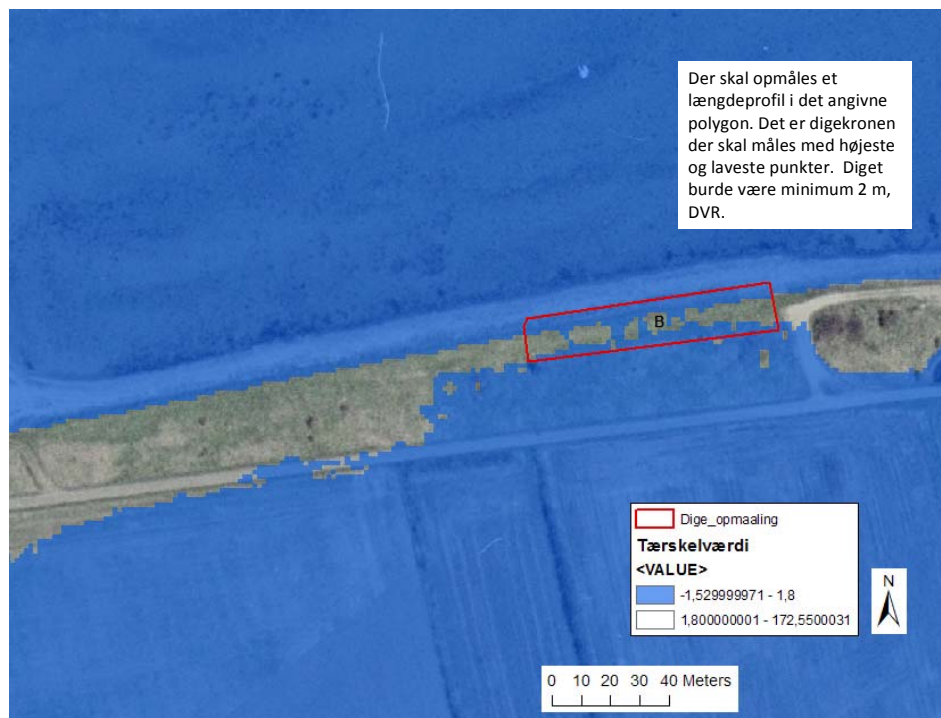 Der skal opmåles et
længdeprofil i det angivne
polygon. Det er digekronen
der skal måles med højeste
og laveste punkter. Diget
burde være minimum 2 m,
DVR.
B
Dige_opmaaling
Tærskelværdi
<VALUE>
-1,529999971 - 1,8
1,800000001 - 172,5500031
N
0 10 20 30 40 Meters